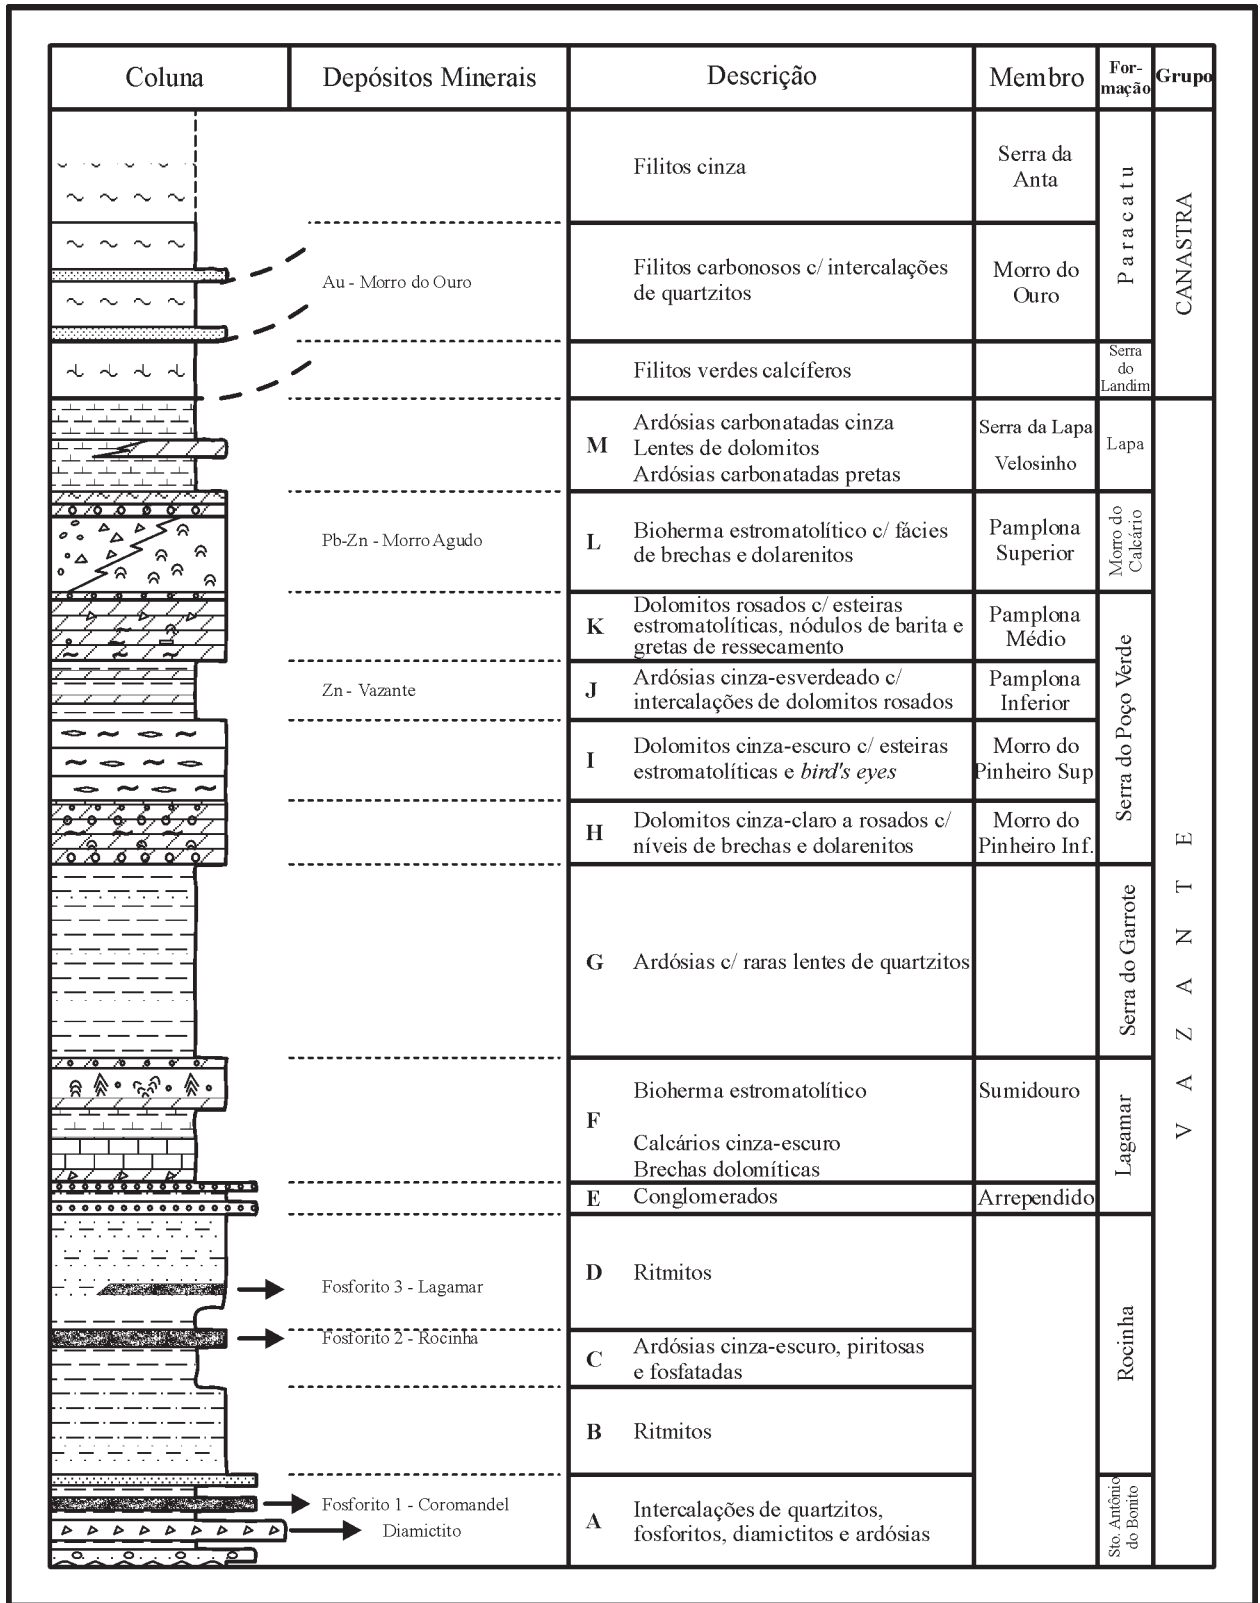 Coluna
Depósitos Minerais
Descrição
Membro
For-
mação
Grupo
Filitos cinza
Serra da
Anta
Paracatu
CANASTRA
Au - Morro do Ouro
Filitos carbonosos c/ intercalações
de quartzitos
Morro do
Ouro
Filitos verdes calcíferos
Serra
do
Landim
M
Ardósias carbonatadas cinza
Lentes de dolomitos
Ardósias carbonatadas pretas
Serra da Lapa
Velosinho
Lapa
VAZANTE
Pb-Zn - Morro Agudo
L
Bioherma estromatolítico c/ fácies
de brechas e dolarenitos
Pamplona
Superior
Morro do
Calcário
K
Dolomitos rosados c/ esteiras
estromatolíticas, nódulos de barita e
gretas de ressecamento
Pamplona
Médio
Serra do Poço Verde
Zn - Vazante
J
Ardósias cinza-esverdeado c/
intercalações de dolomitos rosados
Pamplona
Inferior
I
Dolomitos cinza-escuro c/ esteiras
estromatolíticas e bird's eyes
Morro do
Pinheiro Sup
H
Dolomitos cinza-claro a rosados c/
níveis de brechas e dolarenitos
Morro do
Pinheiro Inf.
G
Ardósias c/ raras lentes de quartzitos
Serra do Garrote
F
Bioherma estromatolítico
Calcários cinza-escuro
Brechas dolomíticas
Sumidouro
Lagamar
E
Conglomerados
Arrependido
Fosforito 3 - Lagamar
D
Ritmitos
Rocinha
Fosforito 2 - Rocinha
C
Ardósias cinza-escuro, piritosas
e fosfatadas
B
Ritmitos
Fosforito 1 - Coromandel
Diamictito
A
Intercalações de quartzitos,
fosforitos, diamictitos e ardósias
Sto. Antônio
do Bonito